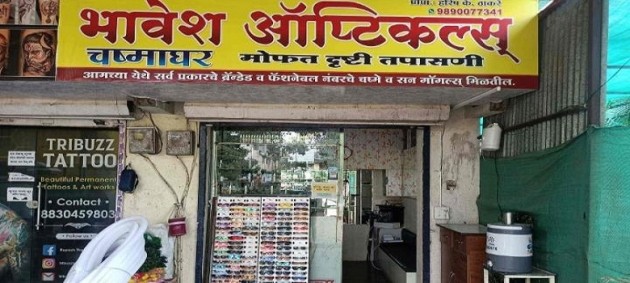 प्रोप्रा.: हरिष के. ठाकरे
9890077341
भावेश ऑप्टिकल्स्
चष्माघर मोफत दृष्टी तपासणी
आमच्या येथे सर्व प्रकारचे ब्रॅण्डेड व फॅशनेबल नंबरचे चष्मे व सन गॉगल्स् मिळतील.
TRIBUZZ
TATTOO
Beautiful Permanent
Tattoos & Art works
Contact
8830459803